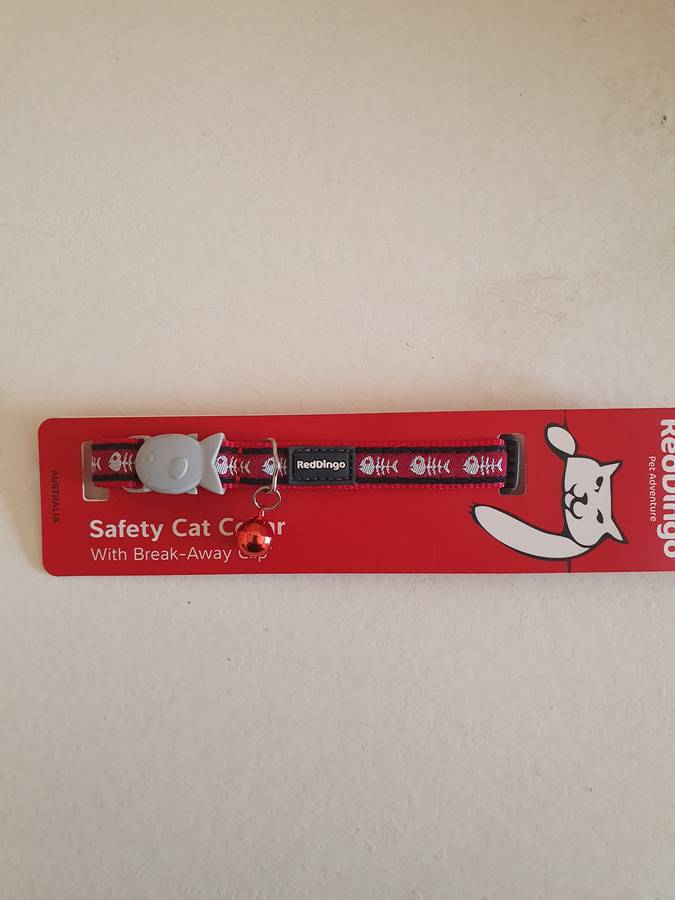 AUSTRALIA
RedDingo
Safety Cat
With Break-Away
RedDingo
Pet Adventure